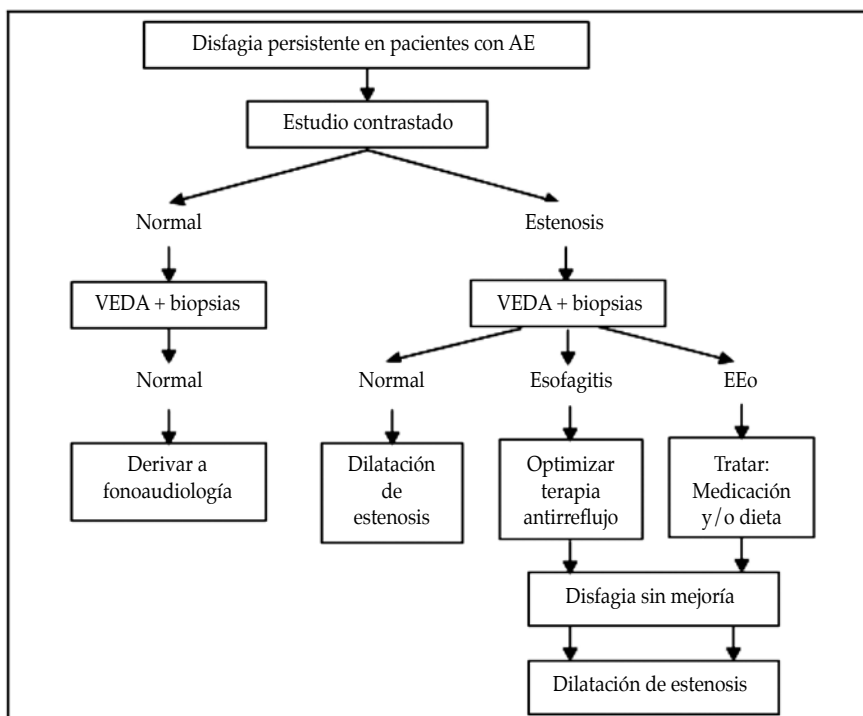 Disfagia persistente en pacientes con AE
Estudio contrastado
Normal
Estenosis
VEDA + biopsias
VEDA + biopsias
Normal
Normal
Esofagitis
EEo
Derivar a
fonoaudiología
Dilatación
de
estenosis
Optimizar
terapia
antirreflujo
Tratar:
Medicación
y/o dieta
Disfagia sin mejoría
Dilatación de estenosis